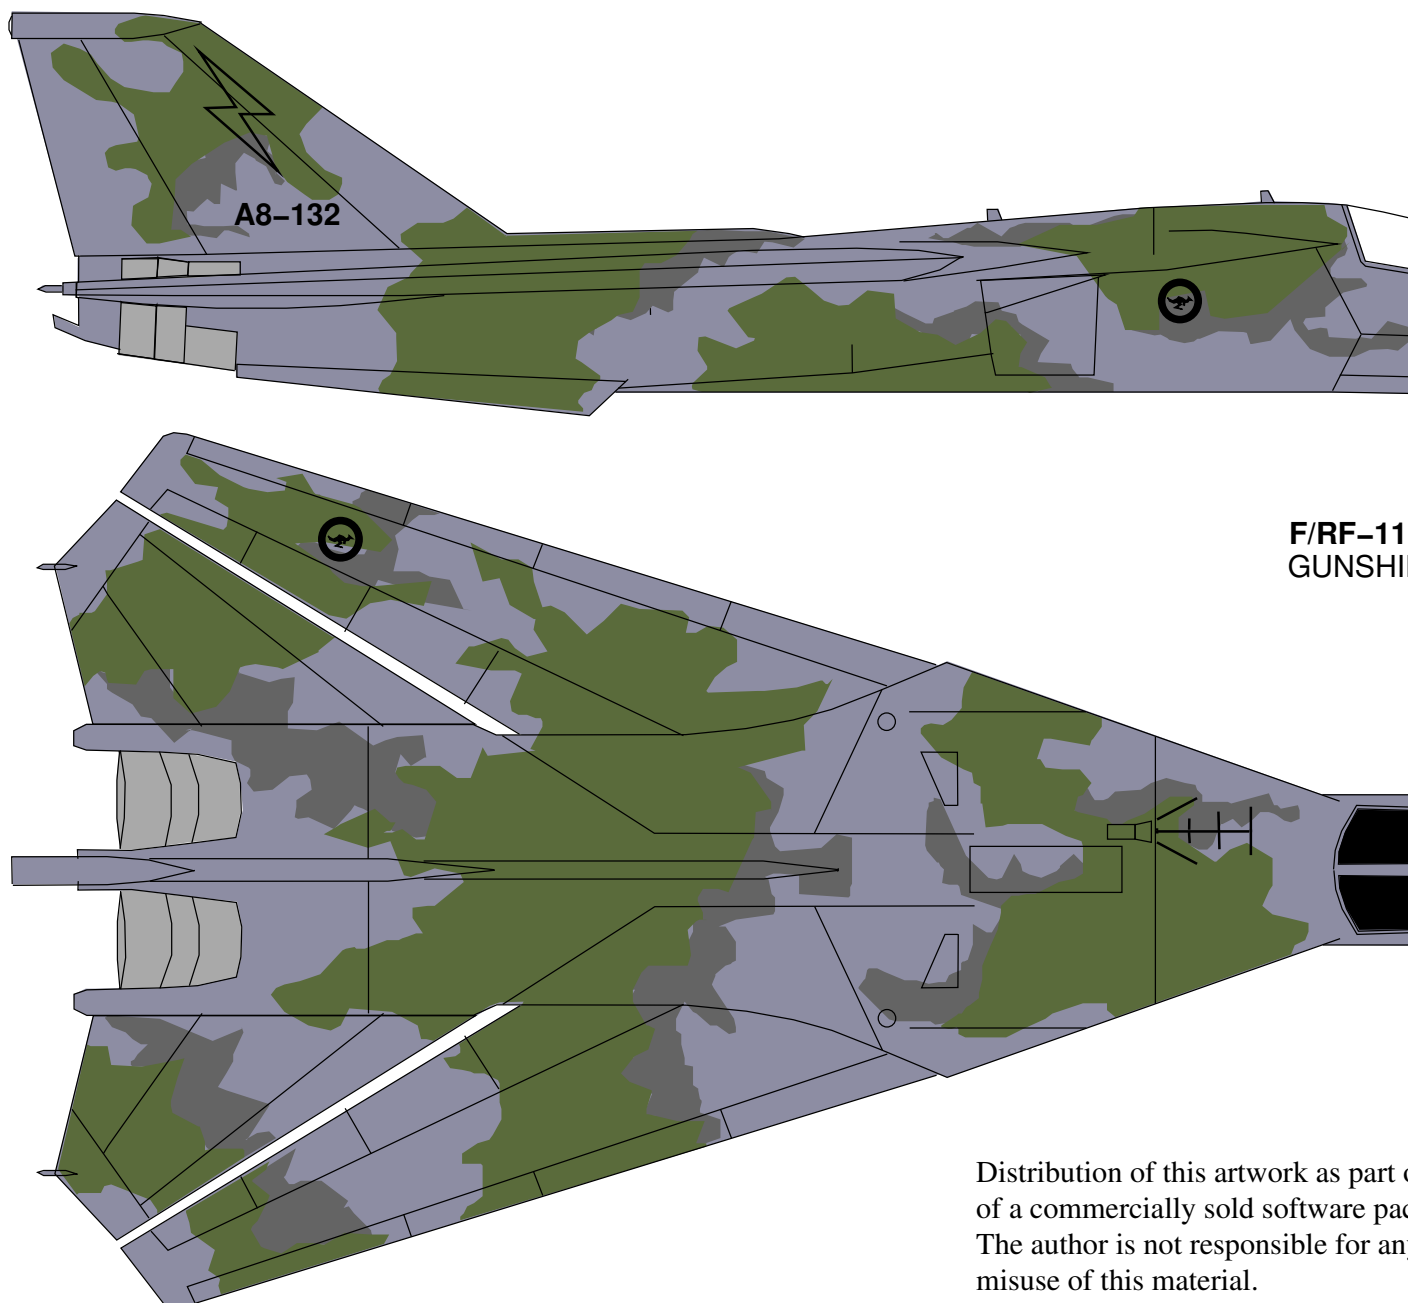 A8–132
F/RF–11
GUNSHI
Distribution of this artwork as part o
of a commercially sold software pac
The author is not responsible for any
misuse of this material.